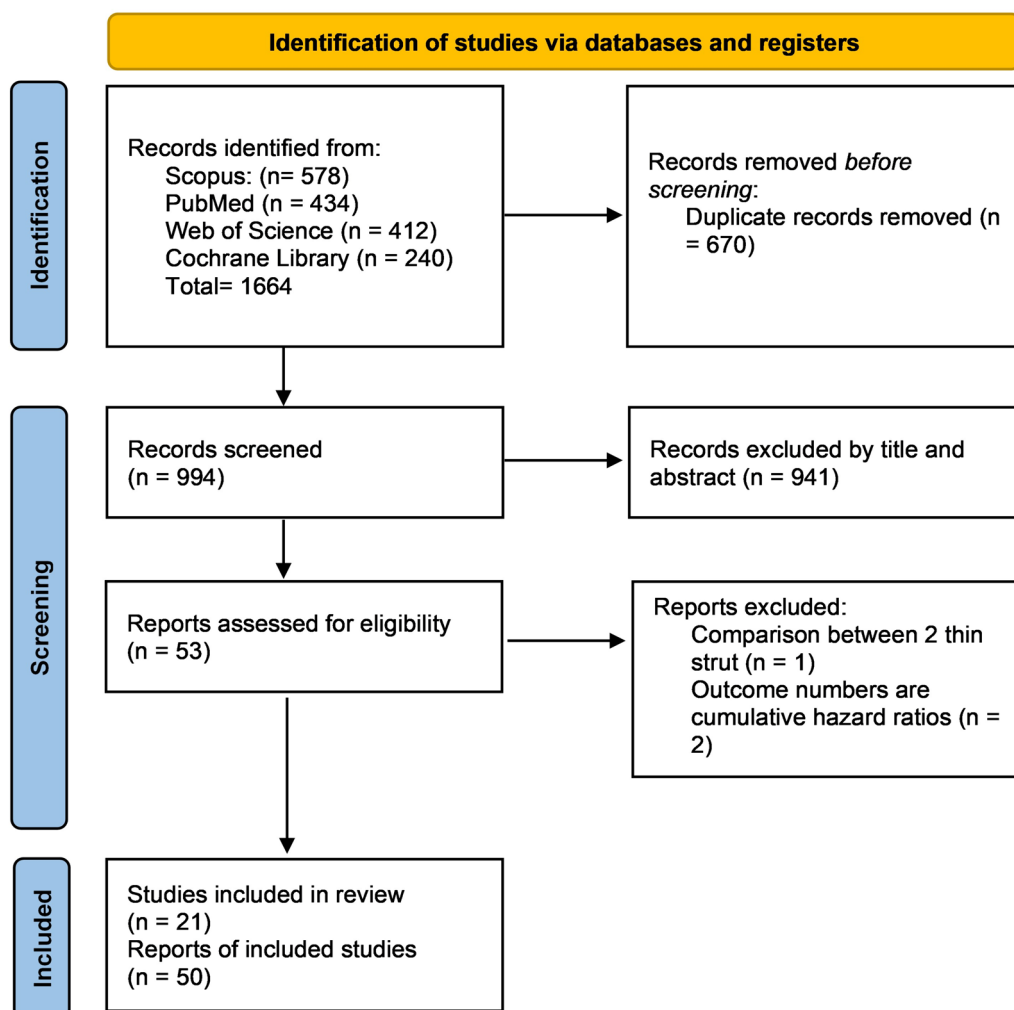 Identification of studies via databases and registers
Identification
Records identified from:
Scopus: (n= 578)
PubMed (n = 434)
Web of Science (n = 412)
Cochrane Library (n = 240)
Total= 1664
Records removed before
screening:
Duplicate records removed (n
= 670)
Screening
Records screened
(n = 994)
Records excluded by title and
abstract (n = 941)
Reports assessed for eligibility
(n = 53)
Reports excluded:
Comparison between 2 thin
strut (n = 1)
Outcome numbers are
cumulative hazard ratios (n =
2)
Included
Studies included in review
(n = 21)
Reports of included studies
(n = 50)